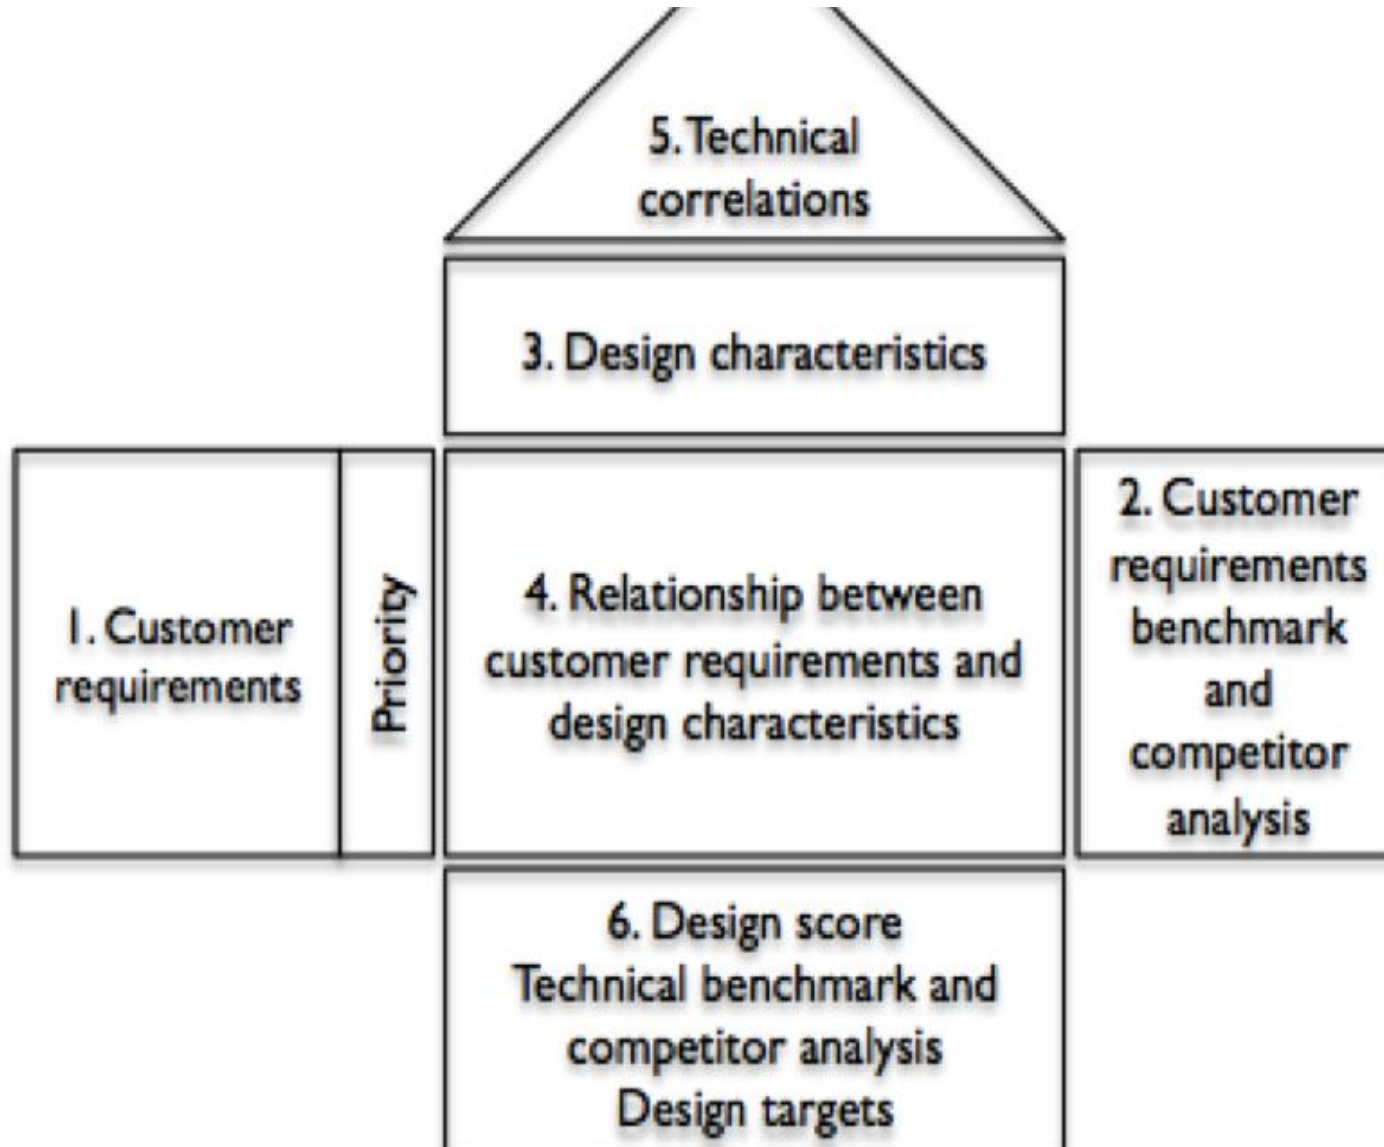 5. Technical
correlations
3. Design characteristics
1. Customer
requirements
Priority
4. Relationship between
customer requirements and
design characteristics
2. Customer
requirements
benchmark
and
competitor
analysis
6. Design score
Technical benchmark and
competitor analysis
Design targets